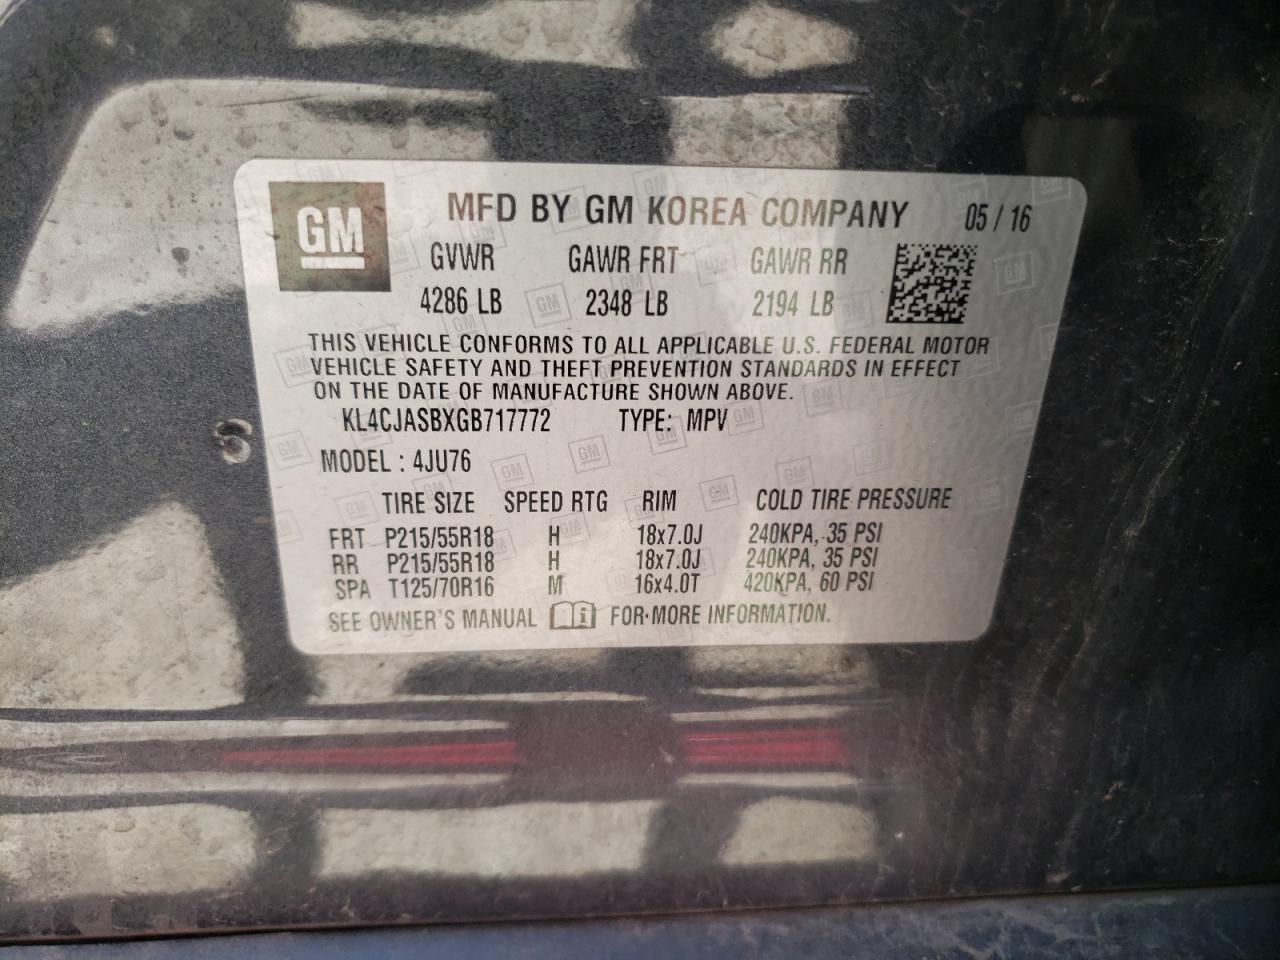 GM MFD BY GM KOREA COMPANY 05 / 16
GVWR GAWR FRT GAWR RR
4286 LB 2348 LB 2194 LB
THIS VEHICLE CONFORMS TO ALL APPLICABLE U.S. FEDERAL MOTOR
VEHICLE SAFETY AND THEFT PREVENTION STANDARDS IN EFFECT
ON THE DATE OF MANUFACTURE SHOWN ABOVE.
KL4CJASBXGB717772 TYPE: MPV
MODEL : 4JU76
TIRE SIZE SPEED RTG RIM COLD TIRE PRESSURE
FRT P215/55R18 H 18x7.0J 240KPA, 35 PSI
RR P215/55R18 H 18x7.0J 240KPA, 35 PSI
SPA T125/70R16 M 16x4.0T 420KPA, 60 PSI
SEE OWNER'S MANUAL i FOR MORE INFORMATION.